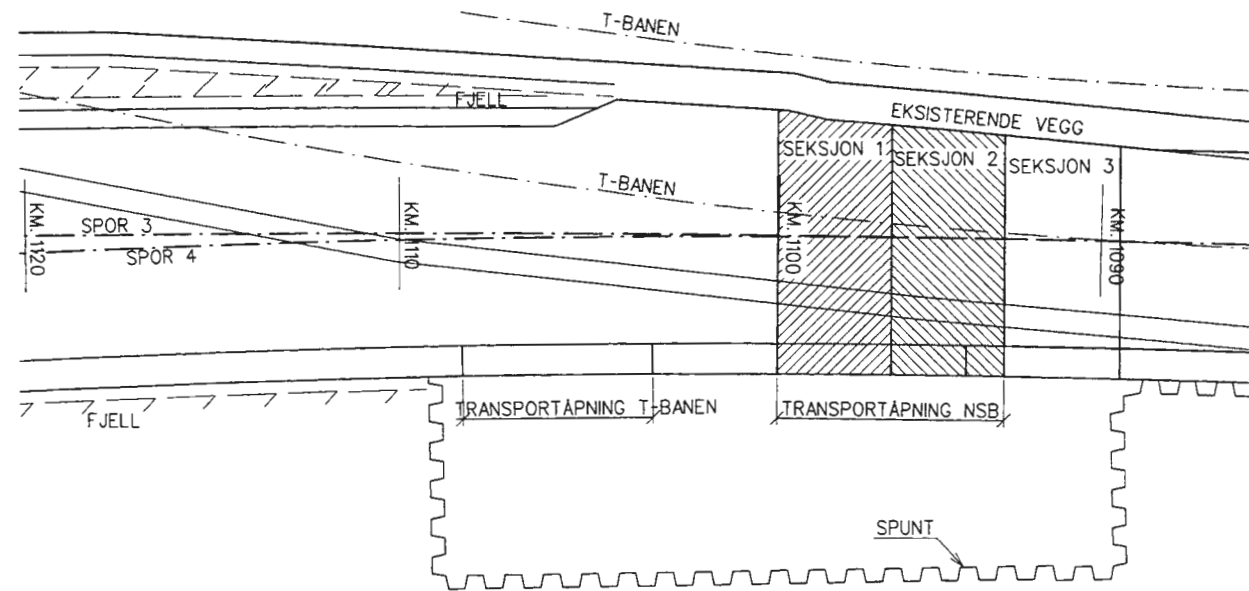 T-BANEN
FJELL
EKSISTERENDE VEGG
SEKSJON 1
SEKSJON 2
SEKSJON 3
T-BANEN
KM. 1120
SPOR 3
SPOR 4
KM. 1110
KM. 1100
KM. 1090
FJELL
TRANSPORTÅPNING T-BANEN
TRANSPORTÅPNING NSB
SPUNT